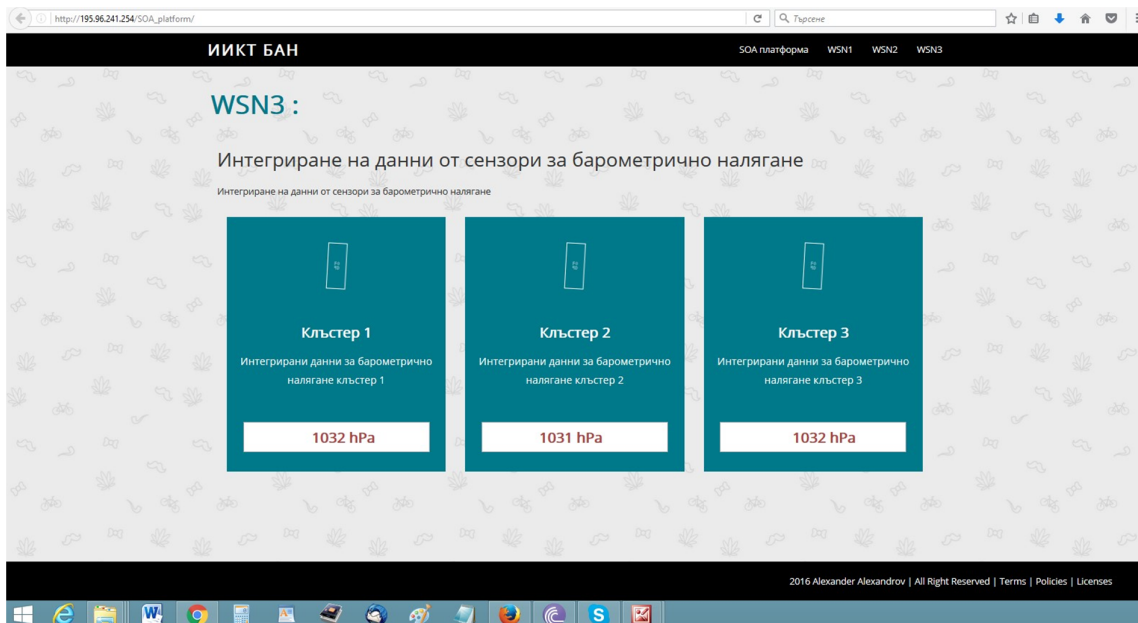 http://195.96.241.254/SOA_platform/
Търсене
ИИКТ БАН
SOA платформа WSN1 WSN2 WSN3
WSN3 :
Интегриране на данни от сензори за барометрично налягане
Интегриране на данни от сензори за барометрично налягане
Клъстер 1
Интегрирани данни за барометрично
налягане клъстер 1
1032 hPa
Клъстер 2
Интегрирани данни за барометрично
налягане клъстер 2
1031 hPa
Клъстер 3
Интегрирани данни за барометрично
налягане клъстер 3
1032 hPa
2016 Alexander Alexandrov | All Right Reserved | Terms | Policies | Licenses